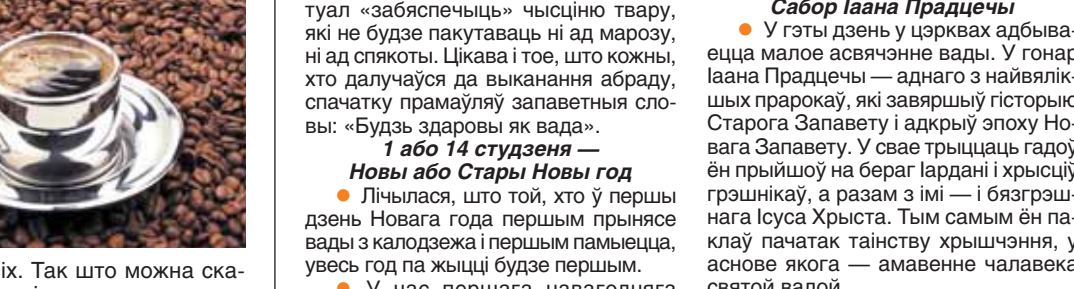 іх. Так што можна ска-
туал «забяспечыць» чысціню твару,
які не будзе пакутаваць ні ад марозу,
ні ад спякоты. Цікава і тое, што кожны,
хто далучаўся да выканання абраду,
спачатку прамаўляў запаветныя сло-
вы: «Будзь здаровы як вада».
1 або 14 студзеня —
Новы або Стары Новы год
● Лічылася, што той, хто ў першы
дзень Новага года першым прынясе
вады з калодзежа і першым памыецца,
увесь год па жыцці будзе першым.
● У час першага навагодняга
Сабор Іаана Прадцечы
● У гэты дзень у цэрквах адбыва-
ецца малое асвячэнне вады. У гонар
Іаана Прадцечы — аднаго з найвялік-
шых прарокаў, які завяршыў гісторыю
Старога Запавету і адкрыў эпоху Но-
вага Запавету. У свае трыццаць гадоў
ён прыйшоў на бераг Іардані і хрысціў
грэшнікаў, а разам з імі — і бязгрэш-
нага Ісуса Хрыста. Тым самым ён па-
клаў пачатак таінству хрышчэння, у
аснове якога — амавенне чалавека
святой вадой.